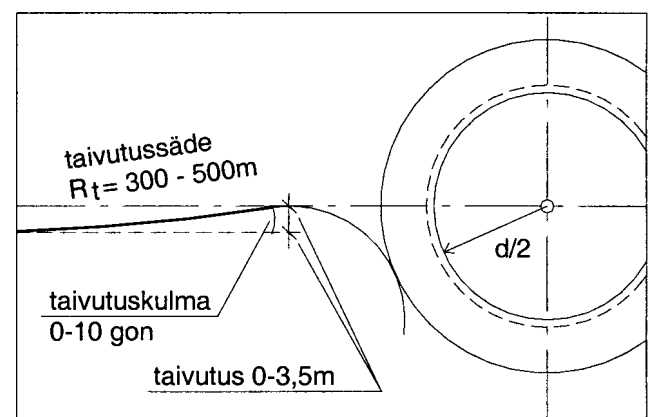 taivutussäde
Rt= 300 - 500m
d/2
taivutuskulma
0-10 gon
taivutus 0-3,5m